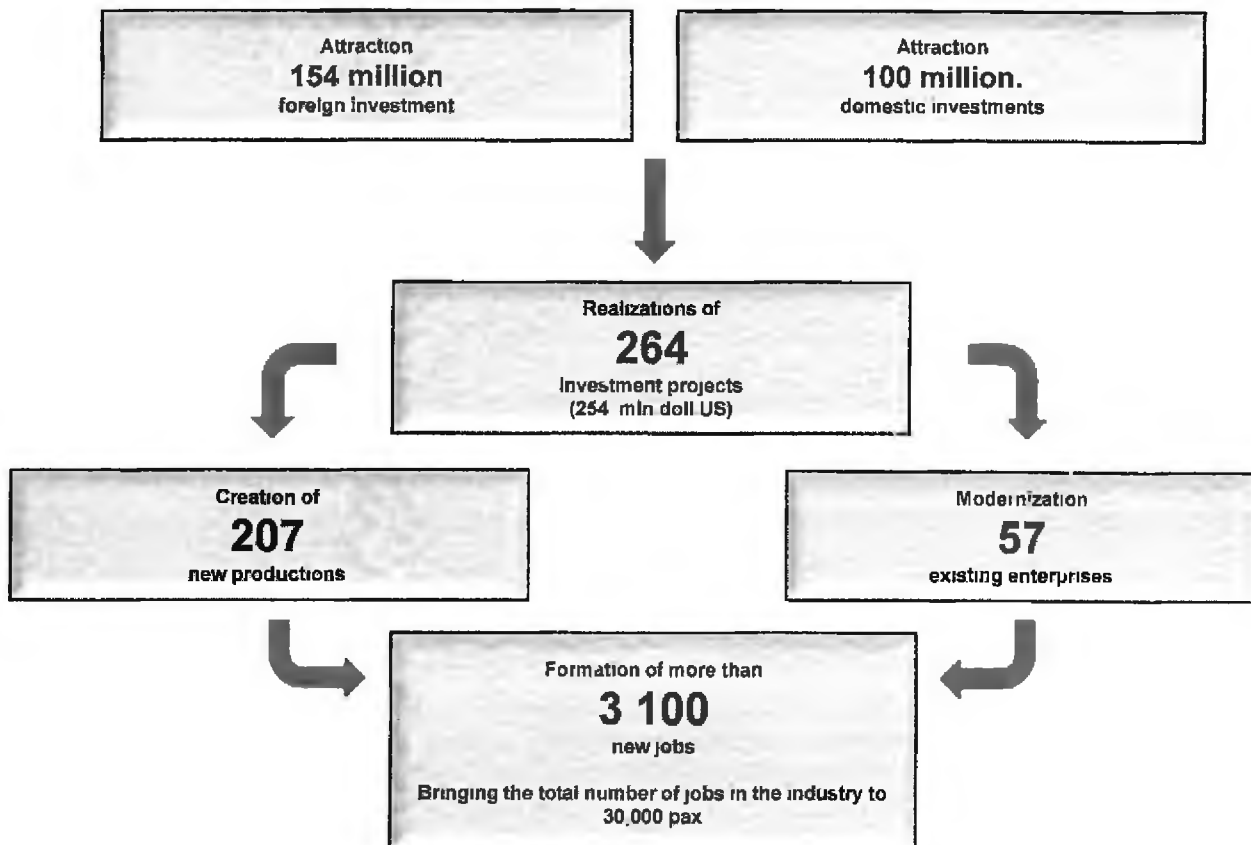 Attraction
154 million
foreign investment
Attraction
100 million.
domestic investments
Realizations of
264
investment projects
(254 mln doll US)
Creation of
207
new productions
Modernization
57
existing enterprises
Formation of more than
3 100
new jobs
Bringing the total number of jobs in the industry to
30,000 pax